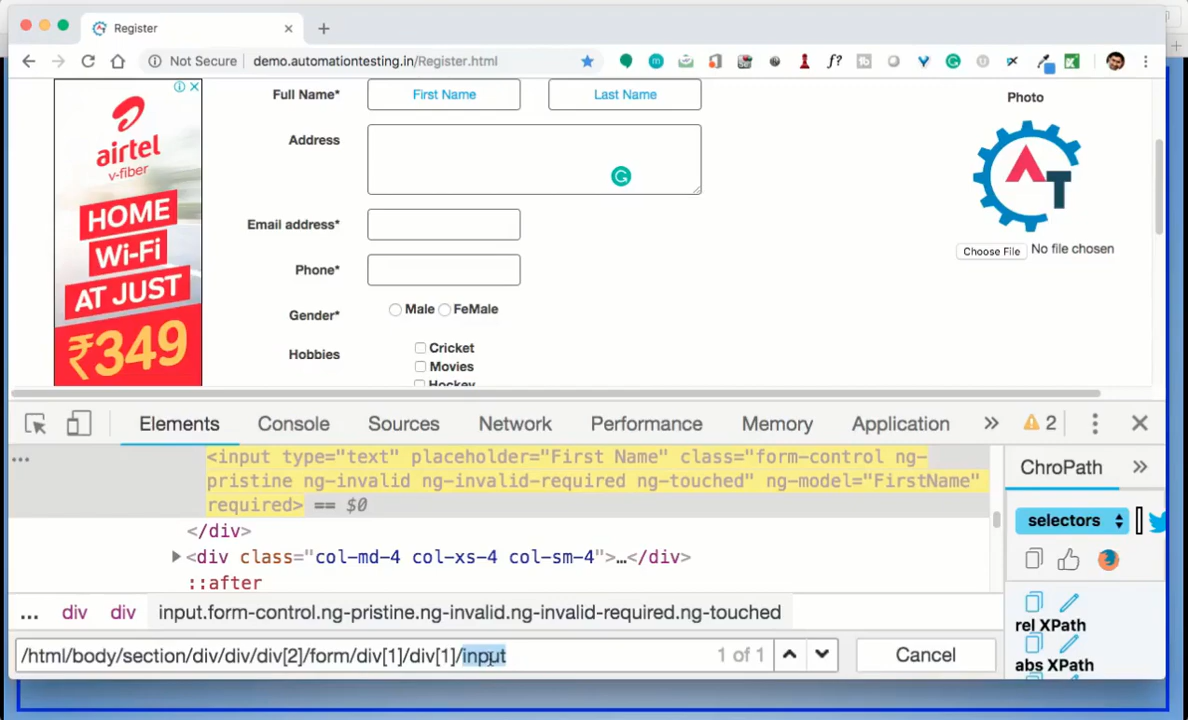 Register
Not Secure demo.automationtesting.in/Register.html
airtel
v-fiber
HOME
Wi-Fi
AT JUST
₹349
Full Name* First Name Last Name
Address
Email address*
Phone*
Gender* Male FeMale
Hobbies Cricket
Movies
Hockey
Photo
Choose File No file chosen
Elements Console Sources Network Performance Memory Application » 2
... <input type="text" placeholder="First Name" class="form-control ng-
pristine ng-invalid ng-invalid-required ng-touched" ng-model="FirstName"
required> == $0
</div>
<div class="col-md-4 col-xs-4 col-sm-4">…</div>
::after
... div div input.form-control.ng-pristine.ng-invalid.ng-invalid-required.ng-touched
/html/body/section/div/div/div[2]/form/div[1]/div[1]/input 1 of 1 Cancel
ChroPath »
selectors
rel XPath
abs XPath